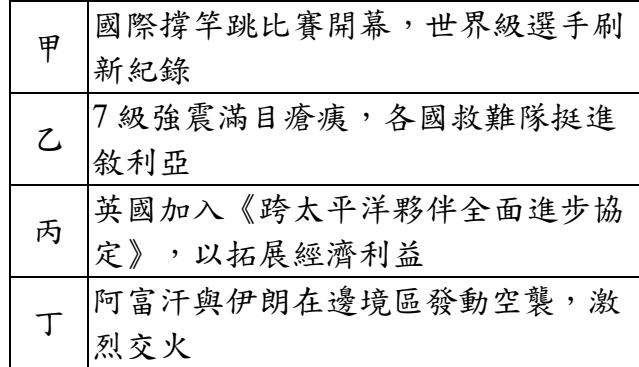 甲
國際撐竿跳比賽開幕，世界級選手刷
新紀錄
乙
7 級強震滿目瘡痍，各國救難隊挺進
敘利亞
丙
英國加入《跨太平洋夥伴全面進步協
定》，以拓展經濟利益
丁
阿富汗與伊朗在邊境區發動空襲，激
烈交火